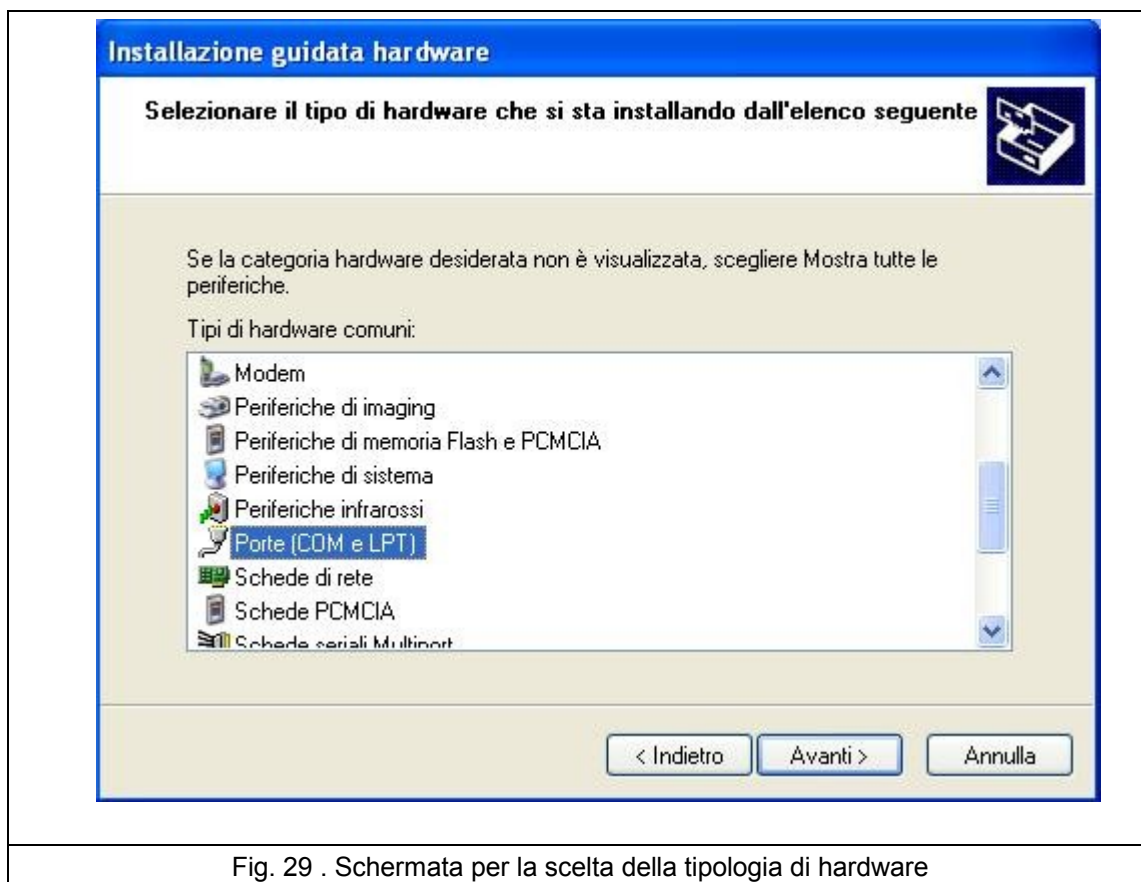 Installazione guidata hardware
Selezionare il tipo di hardware che si sta installando dall'elenco seguente
Se la categoria hardware desiderata non è visualizzata, scegliere Mostra tutte le
periferiche.
Tipi di hardware comuni:
Modem
Periferiche di imaging
Periferiche di memoria Flash e PCMCIA
Periferiche di sistema
Periferiche infrarossi
Porte (COM e LPT)
Schede di rete
Schede PCMCIA
Schede seriali Multiport
< Indietro
Avanti >
Annulla
Fig. 29 . Schermata per la scelta della tipologia di hardware